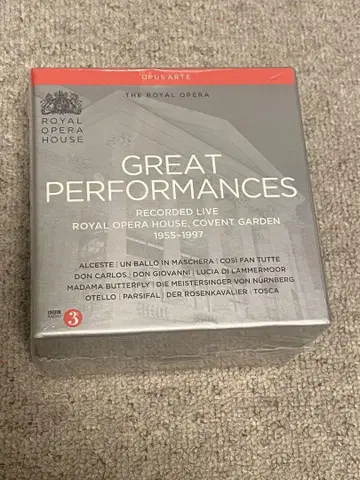 OPUS ARTE
THE ROYAL OPERA
ROYAL
OPERA
HOUSE
GREAT
PERFORMANCES
RECORDED LIVE
ROYAL OPERA HOUSE, COVENT GARDEN
1955–1997
ALCESTE | UN BALLO IN MASCHERA | COSÌ FAN TUTTE
DON CARLOS | DON GIOVANNI | LUCIA DI LAMMERMOOR
MADAMA BUTTERFLY | DIE MEISTERSINGER VON NÜRNBERG
OTELLO | PARSIFAL | DER ROSENKAVALIER | TOSCA
BBC
RADIO
3